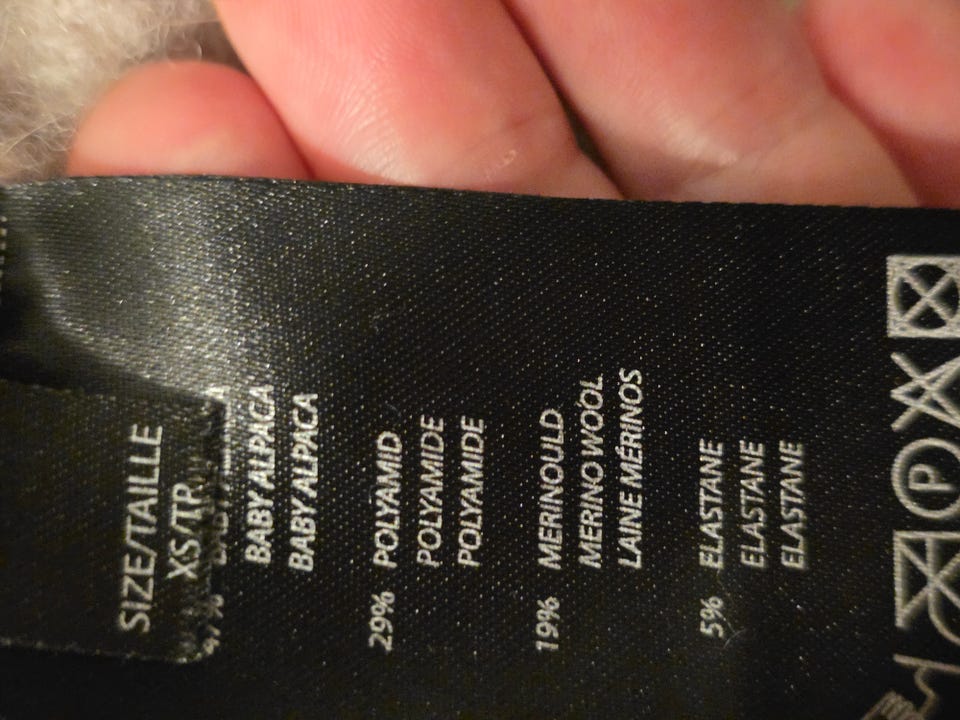 SIZE/TAILLE
XS/TP
BABY ALPACA
BABY ALPACA
29% POLYAMID
POLYAMIDE
POLYAMIDE
19% MERINOULD
MERINO WOOL
LAINE MÉRINOS
5% ELASTANE
ELASTANE
ELASTANE
P